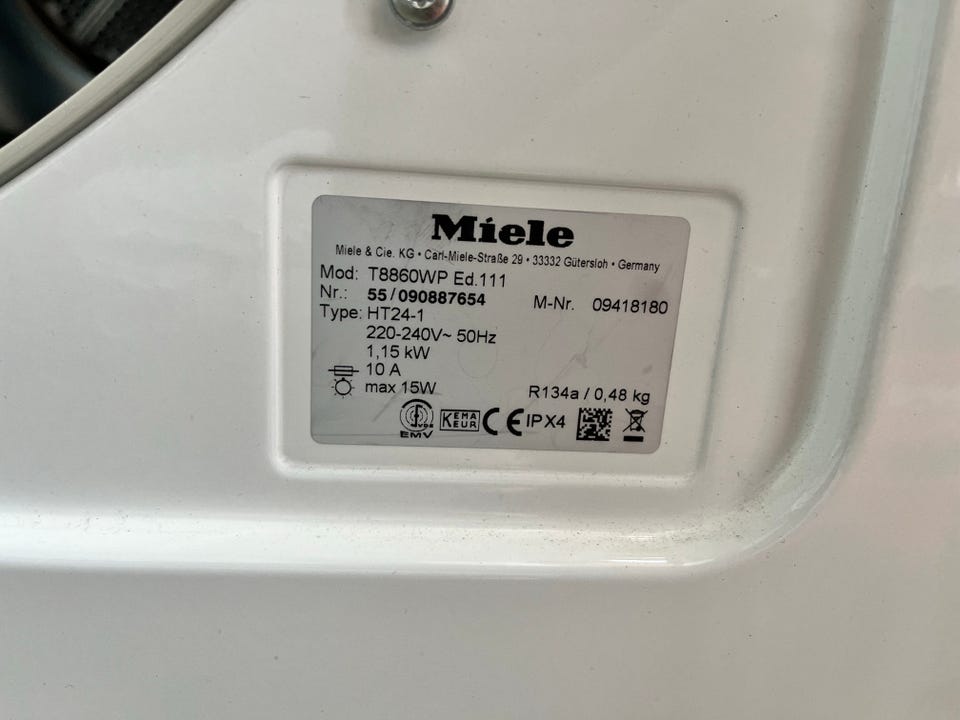 Miele
Miele & Cie. KG • Carl-Miele-Straße 29 • 33332 Gütersloh • Germany
Mod: T8860WP Ed.111
Nr.: 55/090887654 M-Nr. 09418180
Type: HT24-1
220-240V~ 50Hz
1,15 kW
10 A
max 15W R134a / 0,48 kg
VDE EMV KEMA KEUR CE IPX4